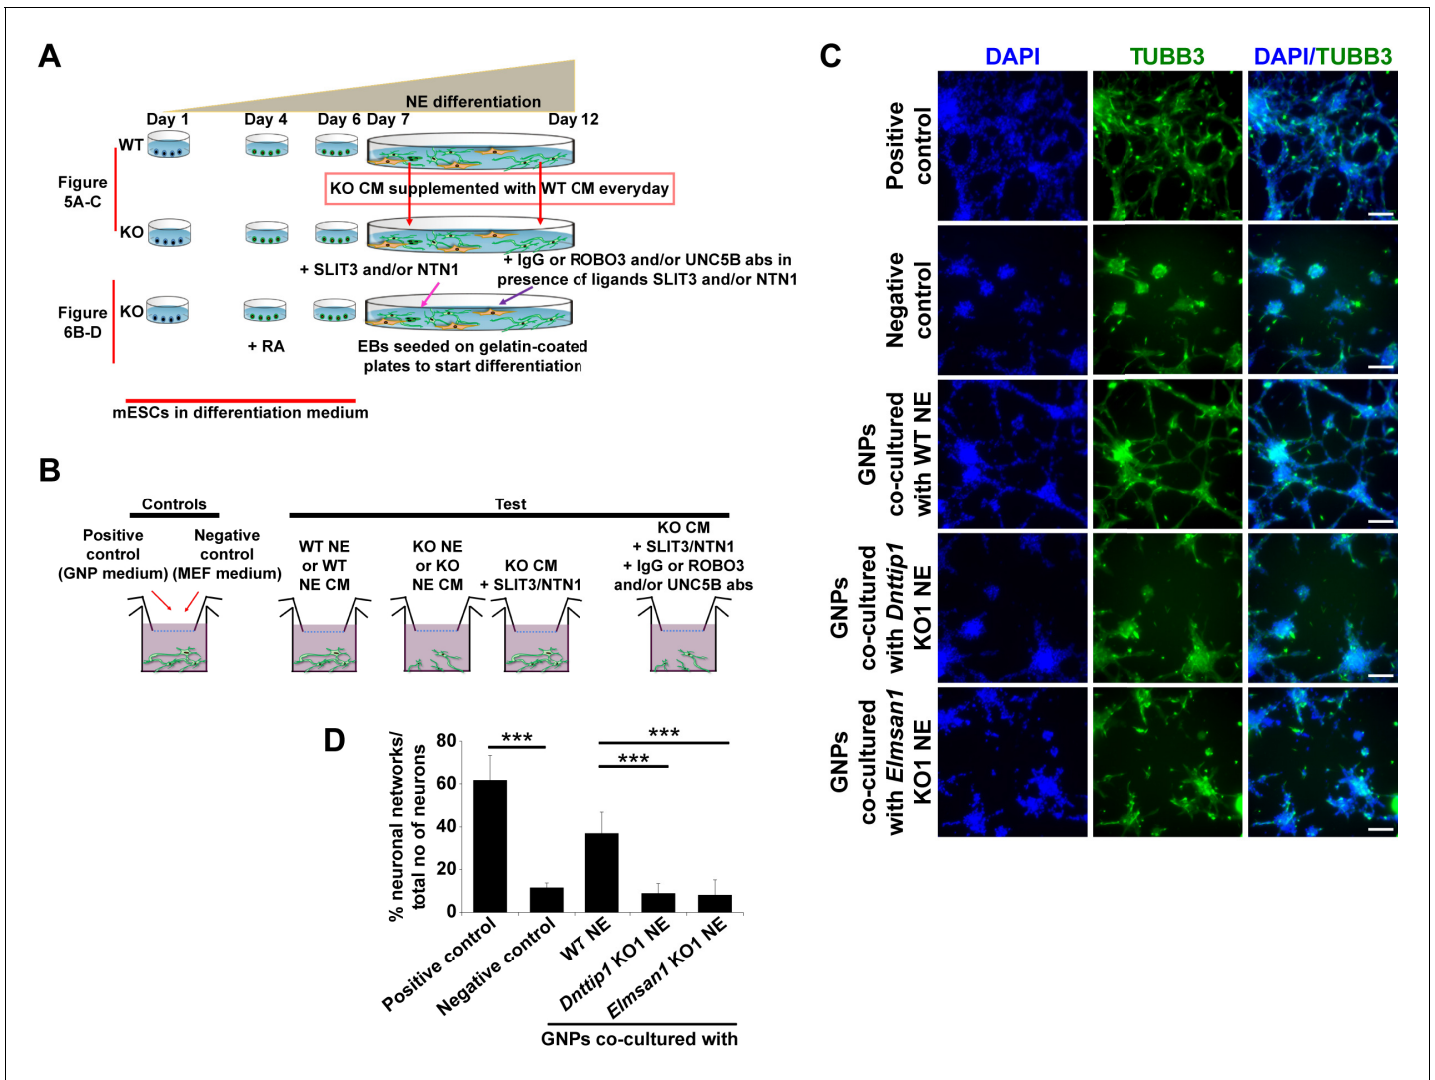 A
NE differentiation
Day 1
Day 4
Day 6
Day 7
Day 12
WT
KO CM supplemented with WT CM everyday
Figure
5A-C
KO
+ SLIT3 and/or NTN1
+ IgG or ROBO3 and/or UNC5B abs in
presence of ligands SLIT3 and/or NTN1
Figure
6B-D
KO
+ RA
EBs seeded on gelatin-coated
plates to start differentiation
mESCs in differentiation medium
B
Controls
Test
Positive
control
(GNP medium)
Negative
control
(MEF medium)
WT NE
or WT
NE CM
KO NE
or KO
NE CM
KO CM
+ SLIT3/NTN1
KO CM
+ SLIT3/NTN1
+ IgG or ROBO3
and/or UNC5B abs
C
DAPI
TUBB3
DAPI/TUBB3
Positive
control
Negative
control
GNPs
co-cultured
with WT NE
GNPs
co-cultured
with Dnttip1
KO1 NE
GNPs
co-cultured
with Elmsan1
KO1 NE
D
% neuronal networks/
total no of neurons
80
60
40
20
0
***
***
***
Positive control
Negative control
WT NE
Dnttip1 KO1 NE
Elmsan1 KO1 NE
GNPs co-cultured with